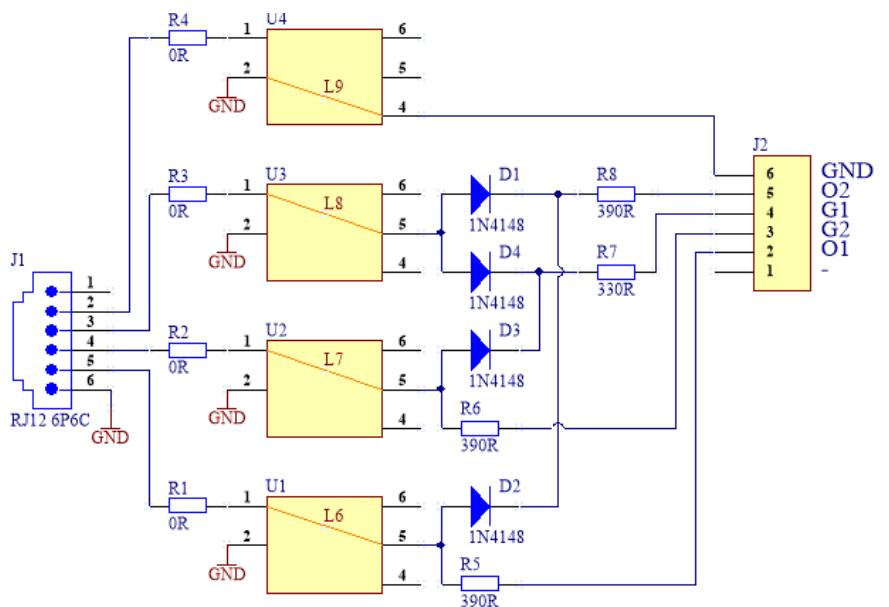 R4
0R
1
2
GND
U4
L9
6
5
4
J2
6
5
4
3
2
1
GND
O2
G1
G2
O1
-
R3
0R
1
2
GND
U3
L8
6
5
4
D1
1N4148
D4
1N4148
R8
390R
R7
330R
J1
1
2
3
4
5
6
RJ12 6P6C
GND
R2
0R
1
2
GND
U2
L7
6
5
4
D3
1N4148
R6
390R
R1
0R
1
2
GND
U1
L6
6
5
4
D2
1N4148
R5
390R